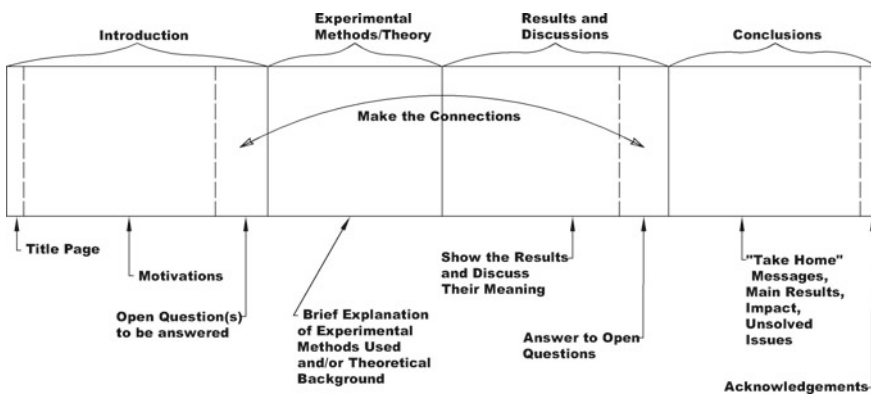 Introduction
Experimental
Methods/Theory
Results and
Discussions
Conclusions
Make the Connections
Title Page
Motivations
Open Question(s)
to be answered
Brief Explanation
of Experimental
Methods Used
and/or Theoretical
Background
Show the Results
and Discuss
Their Meaning
Answer to Open
Questions
"Take Home"
Messages,
Main Results,
Impact,
Unsolved
Issues
Acknowledgements